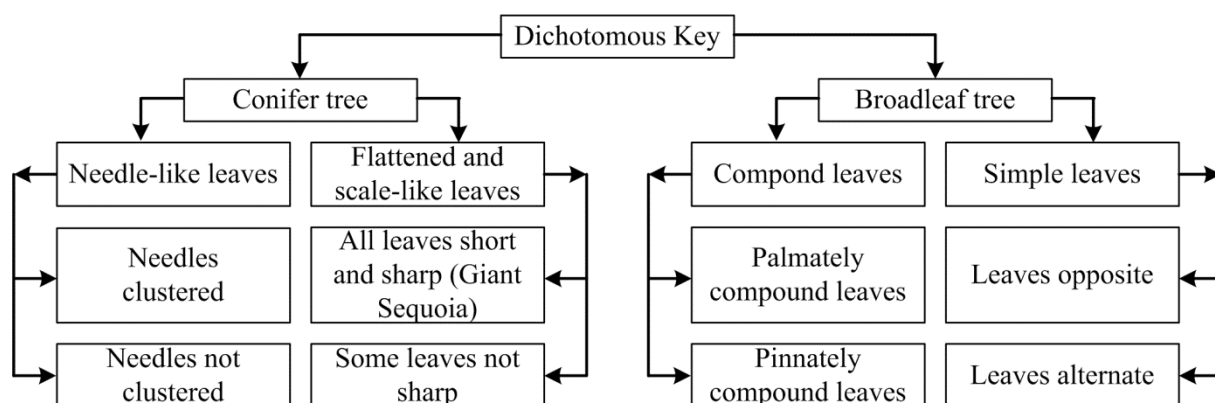 Dichotomous Key
Conifer tree
Broadleaf tree
Needle-like leaves
Flattened and
scale-like leaves
Compond leaves
Simple leaves
Needles
clustered
All leaves short
and sharp (Giant
Sequoia)
Palmately
compound leaves
Leaves opposite
Needles not
clustered
Some leaves not
sharp
Pinnately
compound leaves
Leaves alternate